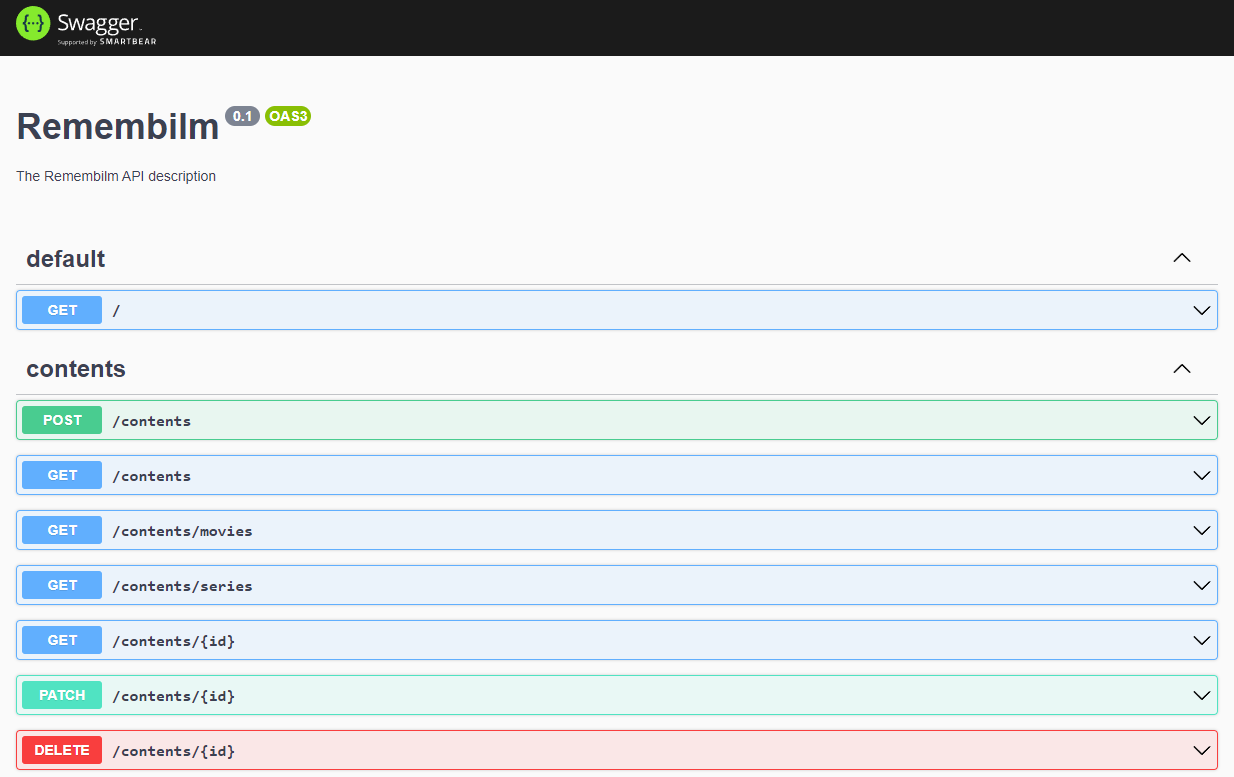 Swagger
Supported by SMARTBEAR
Remembilm 0.1 OAS3
The Remembilm API description
default
GET /
contents
POST /contents
GET /contents
GET /contents/movies
GET /contents/series
GET /contents/{id}
PATCH /contents/{id}
DELETE /contents/{id}